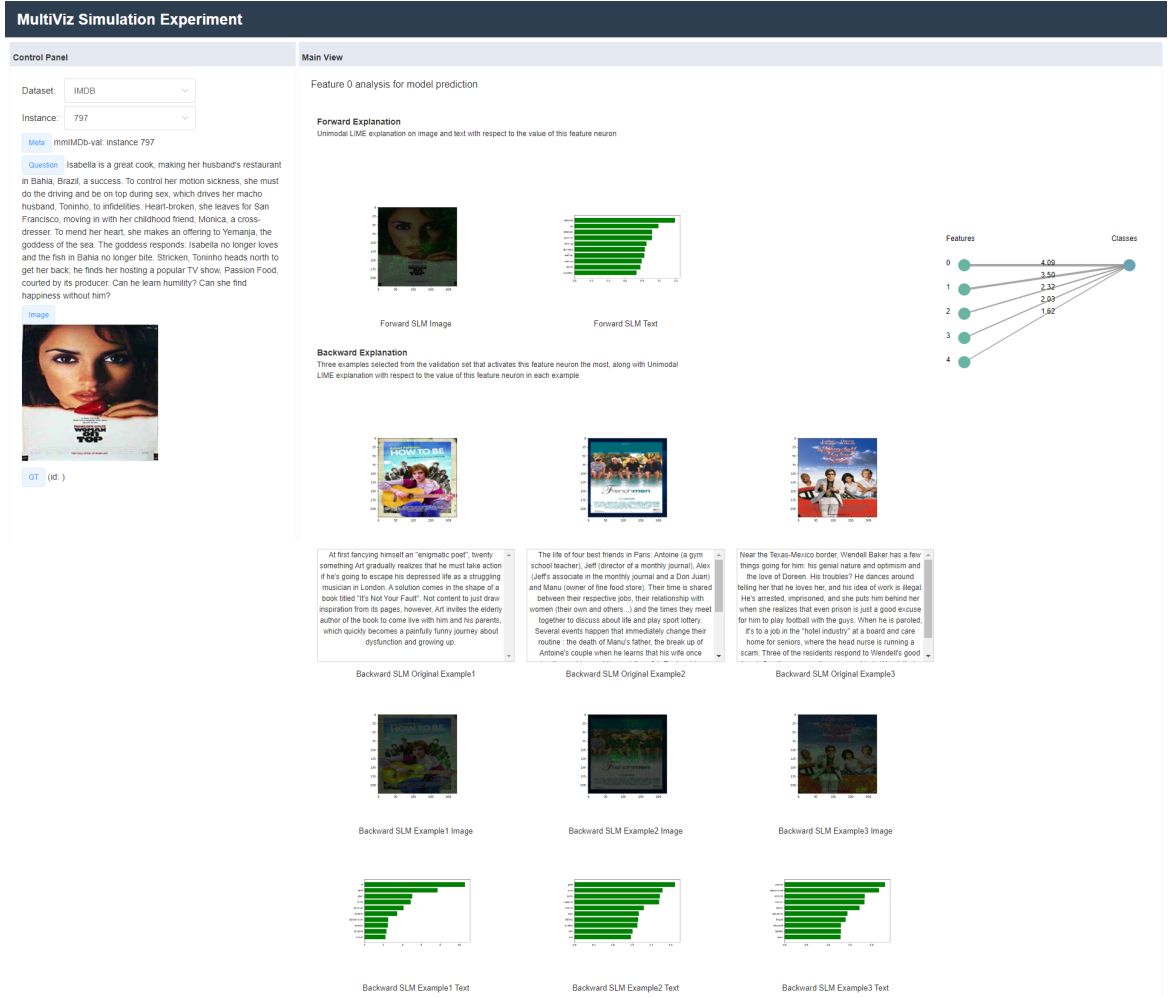 MultiViz Simulation Experiment
Control Panel
Main View
Dataset: IMDB
Instance: 797
Meta mmIMDb-val: instance 797
Question Isabella is a great cook, making her husband's restaurant
in Bahia, Brazil, a success. To control her motion sickness, she must
do the driving and be on top during sex, which drives her macho
husband, Toninho, to infidelities. Heart-broken, she leaves for San
Francisco, moving in with her childhood friend, Monica, a cross-
dresser. To mend her heart, she makes an offering to Yemanja, the
goddess of the sea. The goddess responds: Isabella no longer loves
and the fish in Bahia no longer bite. Stricken, Toninho heads north to
get her back; he finds her hosting a popular TV show, Passion Food,
courted by its producer. Can he learn humility? Can she find
happiness without him?
Image
WOMAN
ON
TOP
GT (id: )
Feature 0 analysis for model prediction
Forward Explanation
Unimodal LIME explanation on image and text with respect to the value of this feature neuron
Forward SLM Image
Forward SLM Text
Backward Explanation
Three examples selected from the validation set that activates this feature neuron the most, along with Unimodal
LIME explanation with respect to the value of this feature neuron in each example
HOW TO BE
Frenchmen
At first fancying himself an "enigmatic poet", twenty
something Art gradually realizes that he must take action
if he's going to escape his depressed life as a struggling
musician in London. A solution comes in the shape of a
book titled "It's Not Your Fault". Not content to just draw
inspiration from its pages, however, Art invites the elderly
author of the book to come live with him and his parents,
which quickly becomes a painfully funny journey about
dysfunction and growing up.
The life of four best friends in Paris: Antoine (a gym
school teacher), Jeff (director of a monthly journal), Alex
(Jeff's associate in the monthly journal and a Don Juan)
and Manu (owner of fine food store). Their time is shared
between their respective jobs, their relationship with
women (their own and others...) and the times they meet
together to discuss about life and play sport lottery.
Several events happen that immediately change their
routine : the death of Manu's father, the break up of
Antoine's couple when he learns that his wife once
Near the Texas-Mexico border, Wendell Baker has a few
things going for him: his genial nature and optimism and
the love of Doreen. His troubles? He dances around
telling her that he loves her, and his idea of work is illegal.
He's arrested, imprisoned, and she puts him behind her
when she realizes that even prison is just a good excuse
for him to play football with the guys. When he is paroled,
it's to a job in the "hotel industry" at a board and care
home for seniors, where the head nurse is running a
scam. Three of the residents respond to Wendell's good
Backward SLM Original Example1
Backward SLM Original Example2
Backward SLM Original Example3
HOW TO BE
Backward SLM Example1 Image
Backward SLM Example2 Image
Backward SLM Example3 Image
Backward SLM Example1 Text
Backward SLM Example2 Text
Backward SLM Example3 Text
Features
Classes
0
1
2
3
4
4.09
3.50
2.32
2.03
1.62